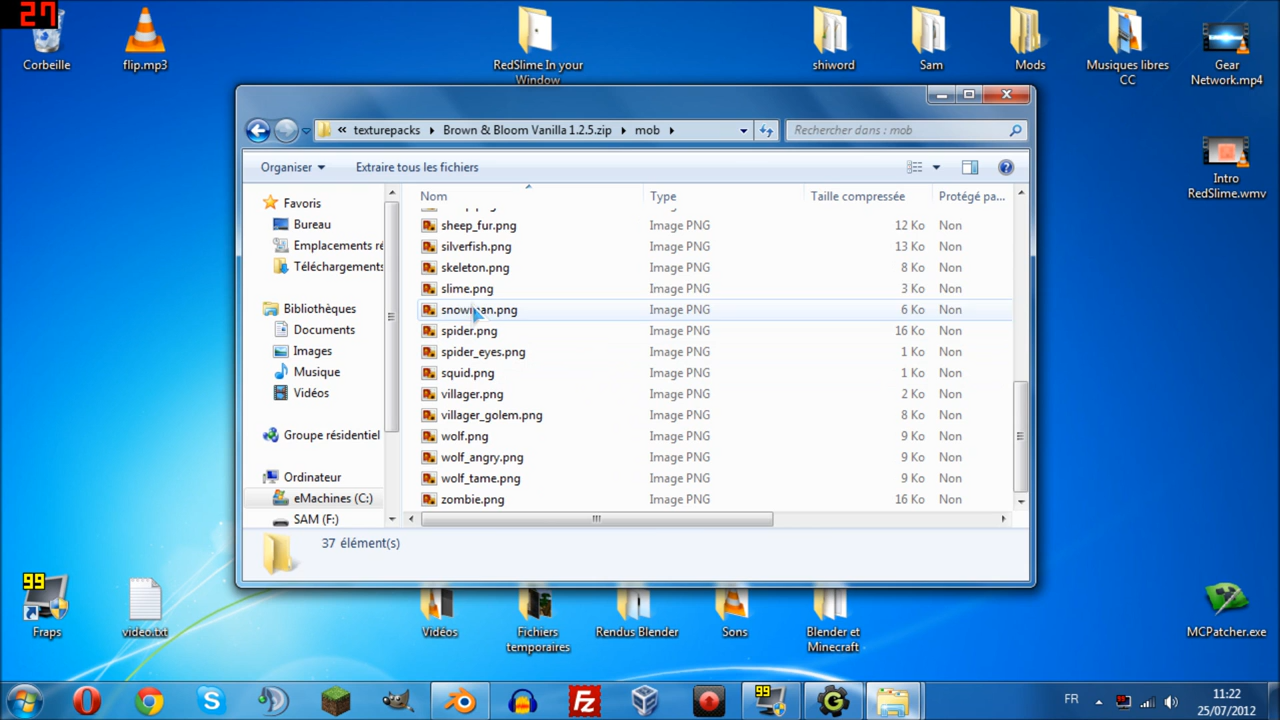 27
Corbeille
flip.mp3
RedSlime In your
Window
shiword
Sam
Mods
Musiques libres
CC
Gear
Network.mp4
Intro
RedSlime.wmv
« texturepacks Brown & Bloom Vanilla 1.2.5.zip mob
Rechercher dans : mob
Organiser
Extraire tous les fichiers
Favoris
Bureau
Emplacements ré
Téléchargements
Bibliothèques
Documents
Images
Musique
Vidéos
Groupe résidentiel
Ordinateur
eMachines (C:)
SAM (F:)
Nom Type Taille compressée Protégé pa...
sheep_fur.png Image PNG 12 Ko Non
silverfish.png Image PNG 13 Ko Non
skeleton.png Image PNG 8 Ko Non
slime.png Image PNG 3 Ko Non
snowman.png Image PNG 6 Ko Non
spider.png Image PNG 16 Ko Non
spider_eyes.png Image PNG 1 Ko Non
squid.png Image PNG 1 Ko Non
villager.png Image PNG 2 Ko Non
villager_golem.png Image PNG 8 Ko Non
wolf.png Image PNG 9 Ko Non
wolf_angry.png Image PNG 9 Ko Non
wolf_tame.png Image PNG 9 Ko Non
zombie.png Image PNG 16 Ko Non
37 élément(s)
99
Fraps
video.txt
Vidéos
Fichiers
temporaires
Rendus Blender
Sons
Blender et
Minecraft
MCPatcher.exe
99
FR
11:22
25/07/2012